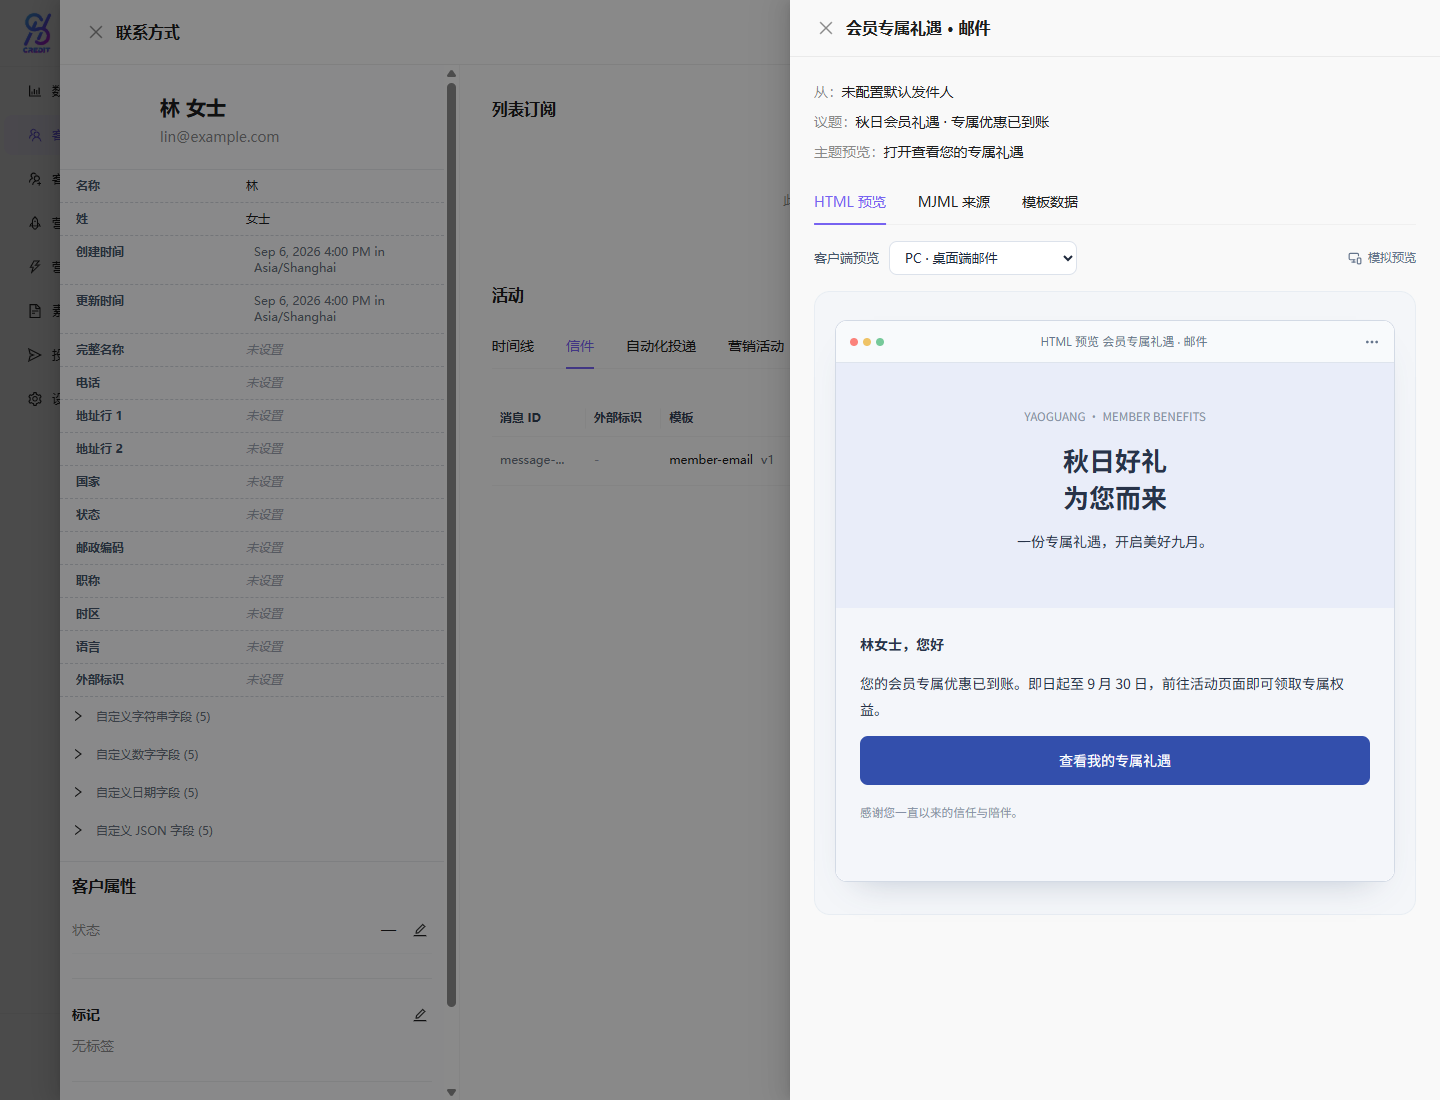 CREDIT
联系方式
林 女士
lin@example.com
名称 林
姓 女士
创建时间 Sep 6, 2026 4:00 PM in
Asia/Shanghai
更新时间 Sep 6, 2026 4:00 PM in
Asia/Shanghai
完整名称 未设置
电话 未设置
地址行 1 未设置
地址行 2 未设置
国家 未设置
状态 未设置
邮政编码 未设置
职称 未设置
时区 未设置
语言 未设置
外部标识 未设置
自定义字符串字段 (5)
自定义数字字段 (5)
自定义日期字段 (5)
自定义 JSON 字段 (5)
客户属性
状态 —
标记
无标签
列表订阅
活动
时间线 信件 自动化投递 营销活动
消息 ID 外部标识 模板
message-... - member-email v1
会员专属礼遇 • 邮件
从： 未配置默认发件人
议题： 秋日会员礼遇 · 专属优惠已到账
主题预览： 打开查看您的专属礼遇
HTML 预览 MJML 来源 模板数据
客户端预览 PC · 桌面端邮件 模拟预览
HTML 预览 会员专属礼遇 · 邮件
YAOGUANG · MEMBER BENEFITS
秋日好礼
为您而来
一份专属礼遇，开启美好九月。
林女士，您好
您的会员专属优惠已到账。即日起至 9 月 30 日，前往活动页面即可领取专属权
益。
查看我的专属礼遇
感谢您一直以来的信任与陪伴。